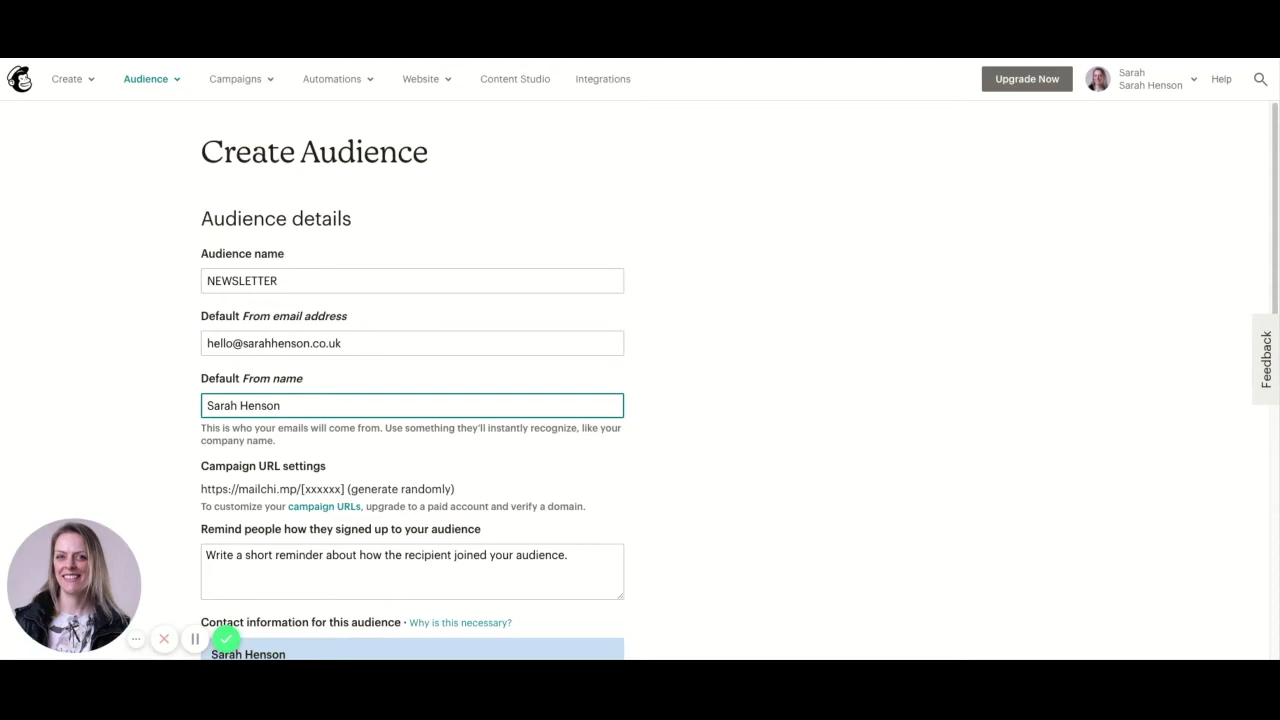 Create
Audience
Campaigns
Automations
Website
Content Studio
Integrations
Upgrade Now
Sarah
Sarah Henson
Help
Create Audience
Audience details
Audience name
NEWSLETTER
Default From email address
hello@sarahhenson.co.uk
Default From name
Sarah Henson
This is who your emails will come from. Use something they'll instantly recognize, like your
company name.
Campaign URL settings
https://mailchi.mp/[xxxxxx] (generate randomly)
To customize your campaign URLs, upgrade to a paid account and verify a domain.
Remind people how they signed up to your audience
Write a short reminder about how the recipient joined your audience.
Contact information for this audience · Why is this necessary?
Sarah Henson
Feedback